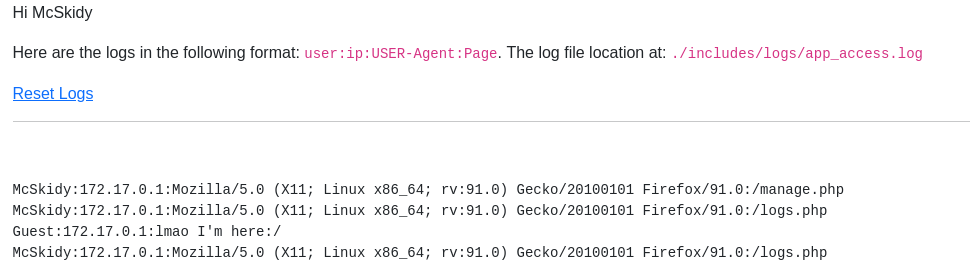 Hi McSkidy
Here are the logs in the following format: user:ip:USER-Agent:Page. The log file location at: ./includes/logs/app_access.log
Reset Logs
McSkidy:172.17.0.1:Mozilla/5.0 (X11; Linux x86_64; rv:91.0) Gecko/20100101 Firefox/91.0:/manage.php
McSkidy:172.17.0.1:Mozilla/5.0 (X11; Linux x86_64; rv:91.0) Gecko/20100101 Firefox/91.0:/logs.php
Guest:172.17.0.1:lmao I'm here:/
McSkidy:172.17.0.1:Mozilla/5.0 (X11; Linux x86_64; rv:91.0) Gecko/20100101 Firefox/91.0:/logs.php